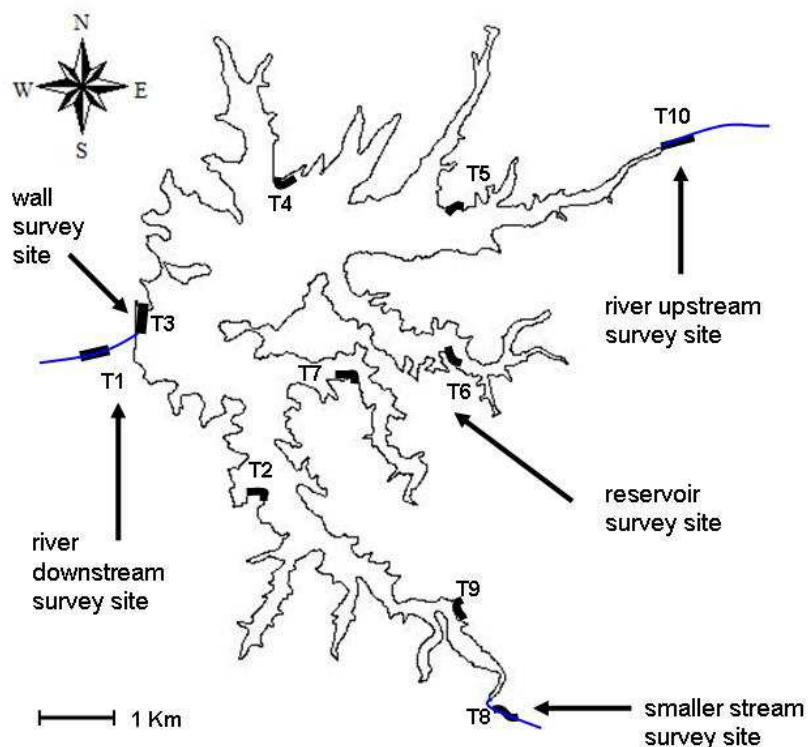 N
W E
S
T10
T5
T4
wall
survey
site
T3
river upstream
survey site
T1
T7
T6
T2
reservoir
survey site
river
downstream
survey site
T9
1 Km
T8
smaller stream
survey site